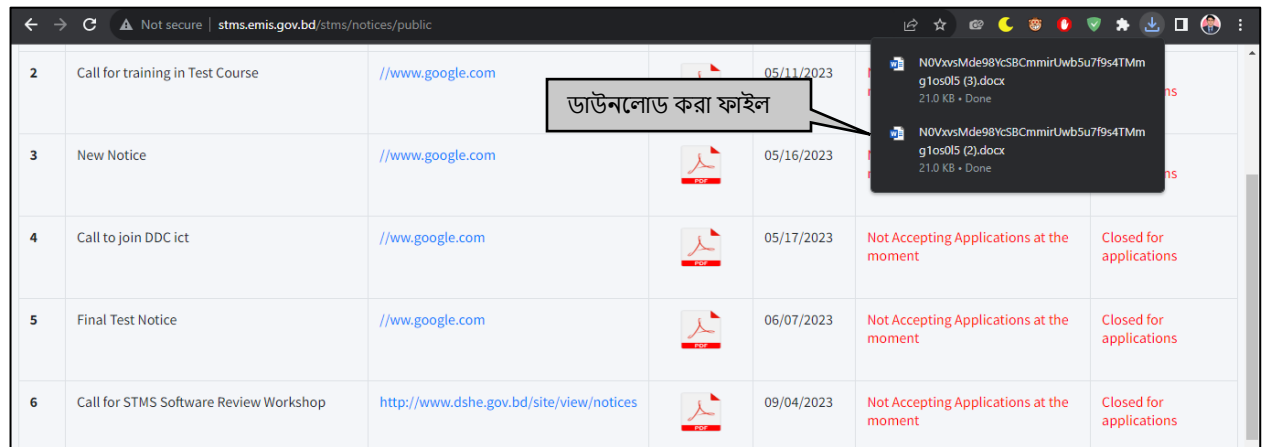 Not secure | stms.emis.gov.bd/stms/notices/public
2 Call for training in Test Course //www.google.com 05/11/2023
ডাউনলোড করা ফাইল
N0VxvsMde98YcSBCmmirUwb5u7f9s4TMm
g1os0l5 (3).docx
21.0 KB • Done
N0VxvsMde98YcSBCmmirUwb5u7f9s4TMm
g1os0l5 (2).docx
21.0 KB • Done
3 New Notice //www.google.com PDF 05/16/2023
4 Call to join DDC ict //ww.google.com PDF 05/17/2023 Not Accepting Applications at the Closed for
moment applications
5 Final Test Notice //ww.google.com PDF 06/07/2023 Not Accepting Applications at the Closed for
moment applications
6 Call for STMS Software Review Workshop http://www.dshe.gov.bd/site/view/notices PDF 09/04/2023 Not Accepting Applications at the Closed for
moment applications